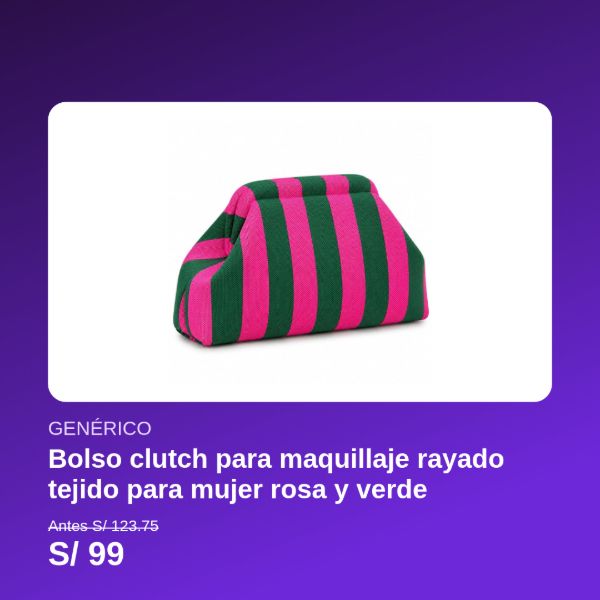 GENÉRICO
Bolso clutch para maquillaje rayado
tejido para mujer rosa y verde
Antes S/ 123.75
S/ 99